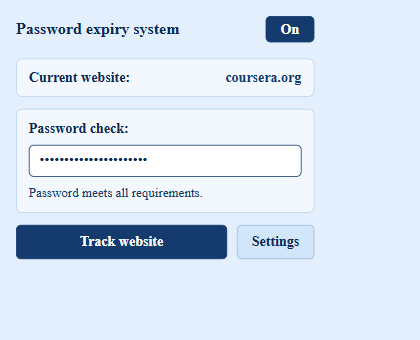 Password expiry system
On
Current website:
coursera.org
Password check:
••••••••••••••••••••••
Password meets all requirements.
Track website
Settings